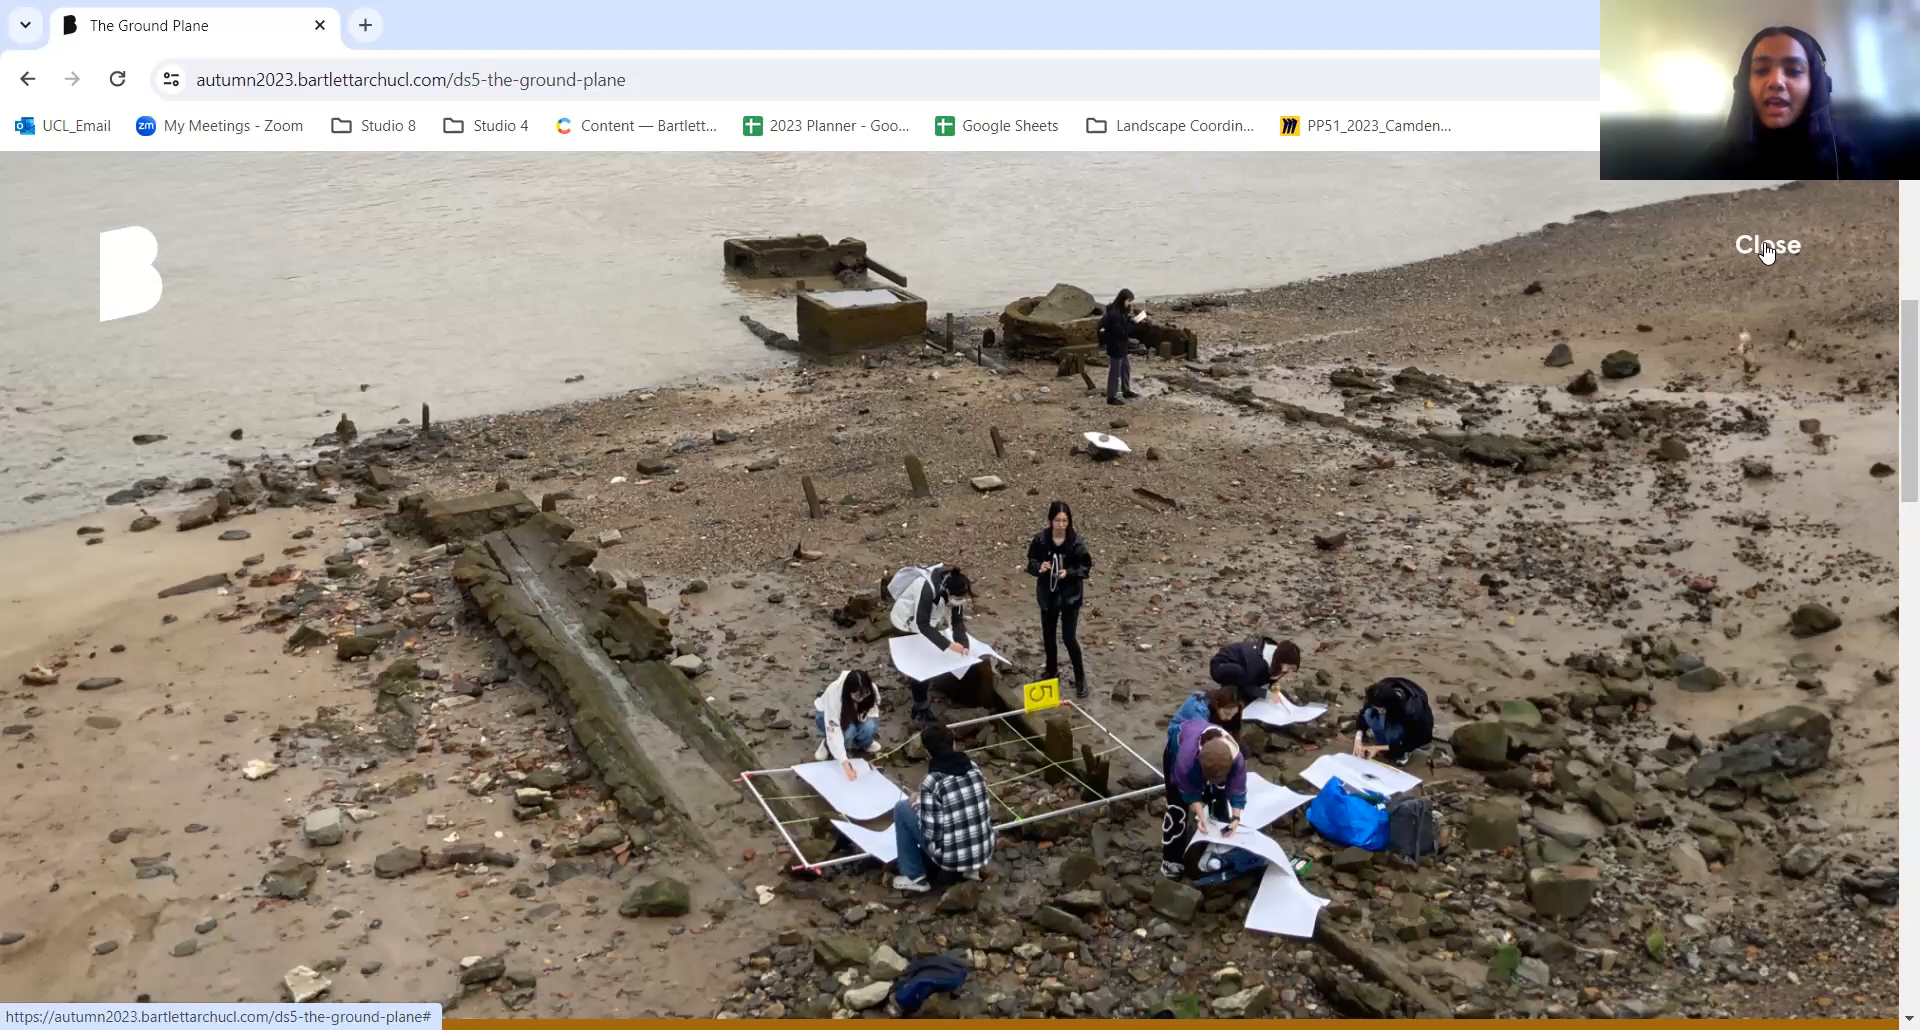 The Ground Plane
autumn2023.bartlettarchucl.com/ds5-the-ground-plane
UCL_Email
zm My Meetings - Zoom
Studio 8
Studio 4
Content — Bartlett...
2023 Planner - Goo...
Google Sheets
Landscape Coordin...
PP51_2023_Camden...
B
Close
5
https://autumn2023.bartlettarchucl.com/ds5-the-ground-plane#